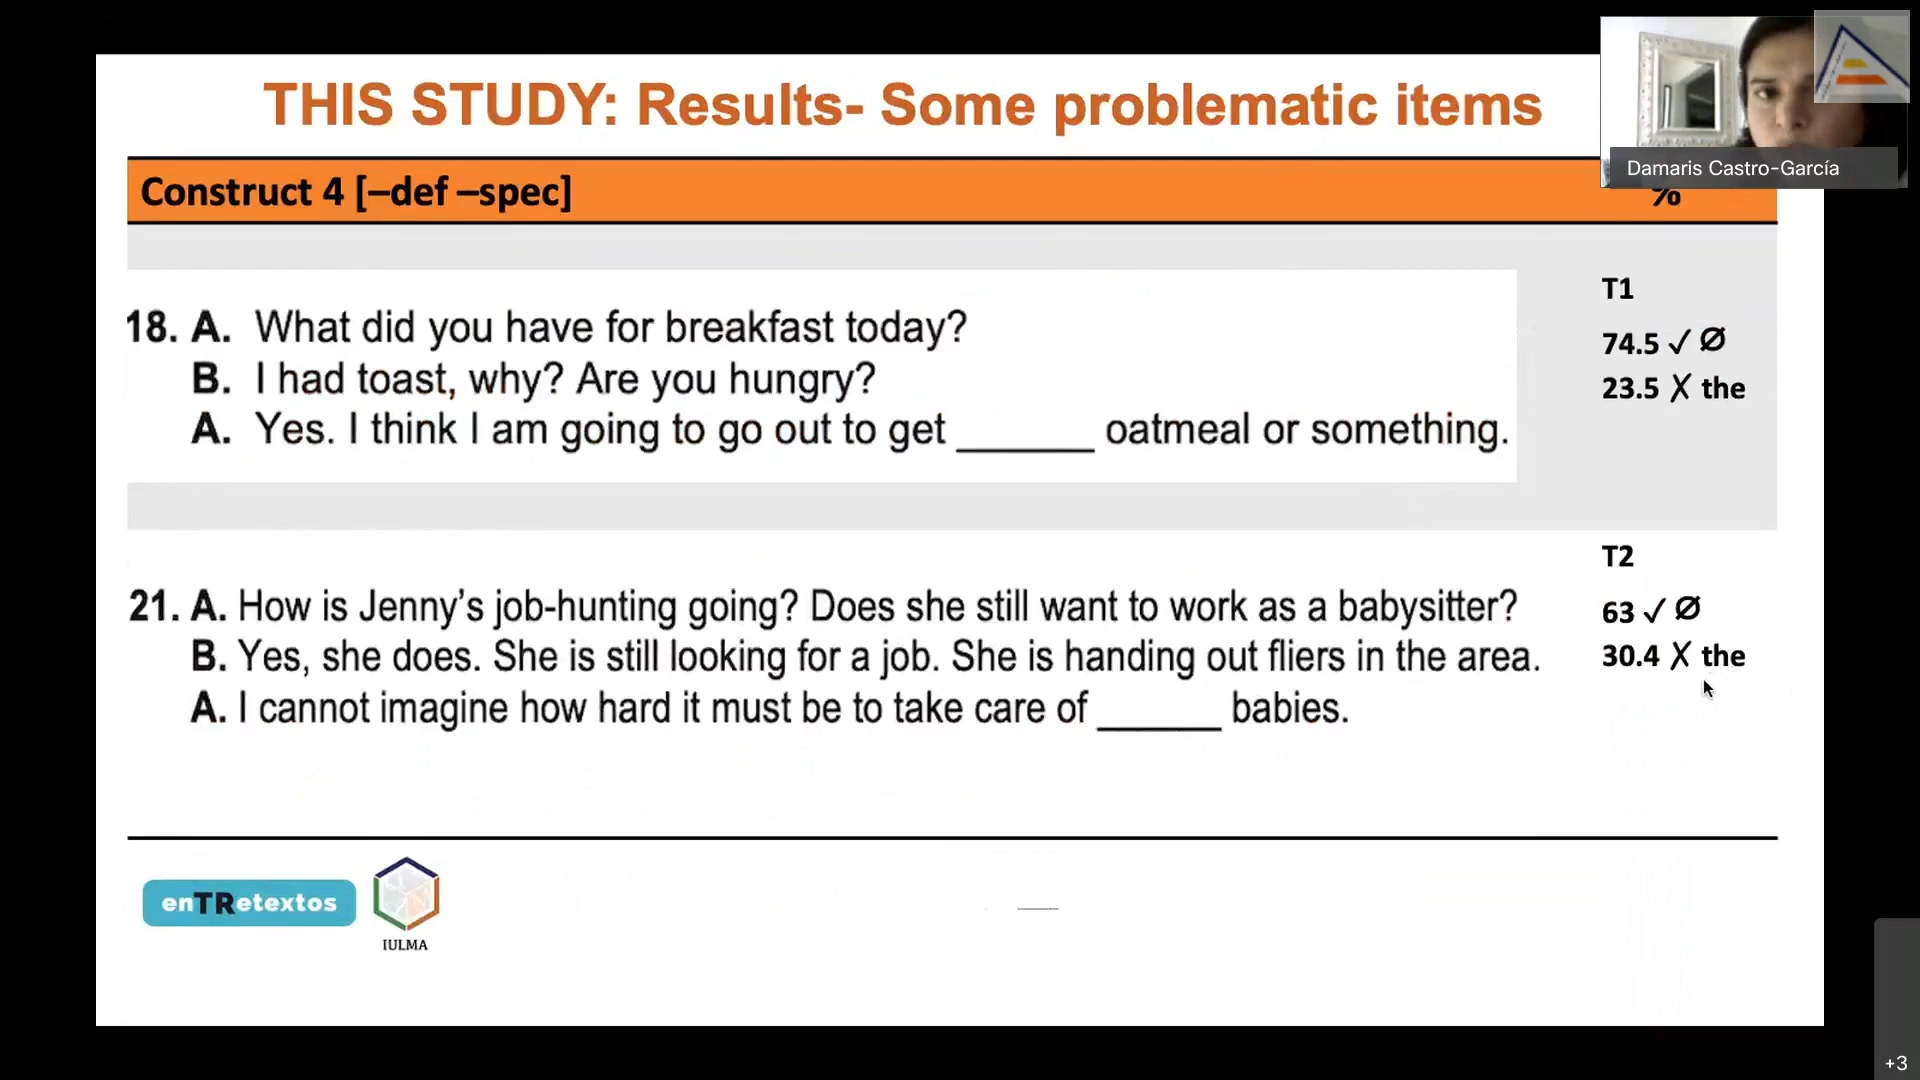 THIS STUDY: Results- Some problematic items
Damaris Castro-García
Construct 4 [–def –spec]
%
18. A. What did you have for breakfast today?
B. I had toast, why? Are you hungry?
A. Yes. I think I am going to go out to get ______ oatmeal or something.
T1
74.5 ✓ Ø
23.5 ✗ the
21. A. How is Jenny’s job-hunting going? Does she still want to work as a babysitter?
B. Yes, she does. She is still looking for a job. She is handing out fliers in the area.
A. I cannot imagine how hard it must be to take care of ______ babies.
T2
63 ✓ Ø
30.4 ✗ the
enTRetextos
IULMA
+3